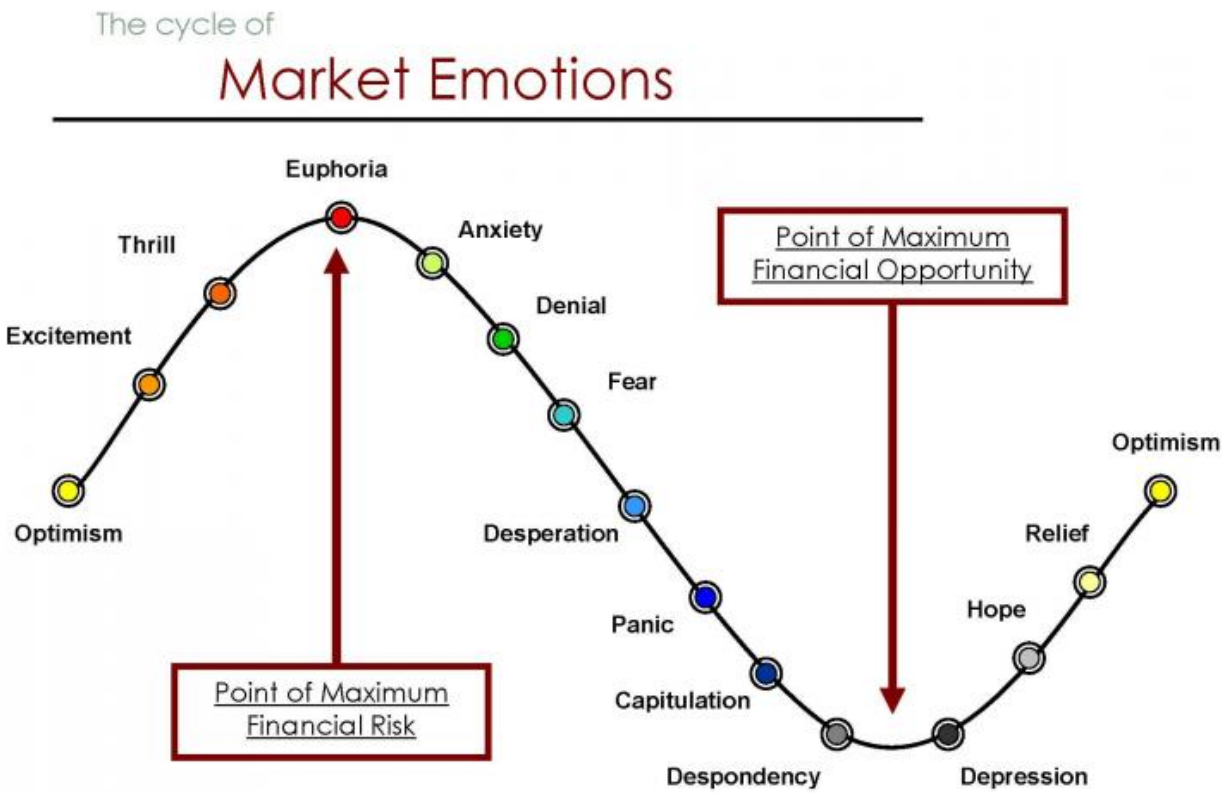 The cycle of
Market Emotions
Euphoria
Thrill
Anxiety
Point of Maximum
Financial Opportunity
Denial
Excitement
Fear
Optimism
Optimism
Desperation
Relief
Hope
Panic
Point of Maximum
Financial Risk
Capitulation
Despondency
Depression